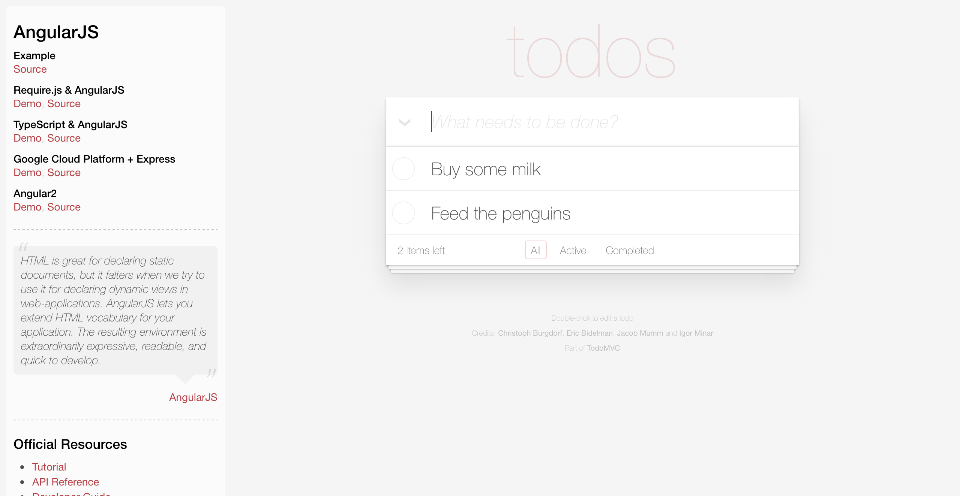 AngularJS
Example
Source
Require.js & AngularJS
Demo, Source
TypeScript & AngularJS
Demo, Source
Google Cloud Platform + Express
Demo, Source
Angular2
Demo, Source
“
HTML is great for declaring static
documents, but it falters when we try to
use it for declaring dynamic views in
web-applications. AngularJS lets you
extend HTML vocabulary for your
application. The resulting environment is
extraordinarily expressive, readable, and
quick to develop.
”
AngularJS
Official Resources
• Tutorial
• API Reference
• Developer Guide
todos
What needs to be done?
Buy some milk
Feed the penguins
2 items left All Active Completed
Double-click to edit a todo
Credits: Christoph Burgdorf, Eric Bidelman, Jacob Mumm and Igor Minar
Part of TodoMVC